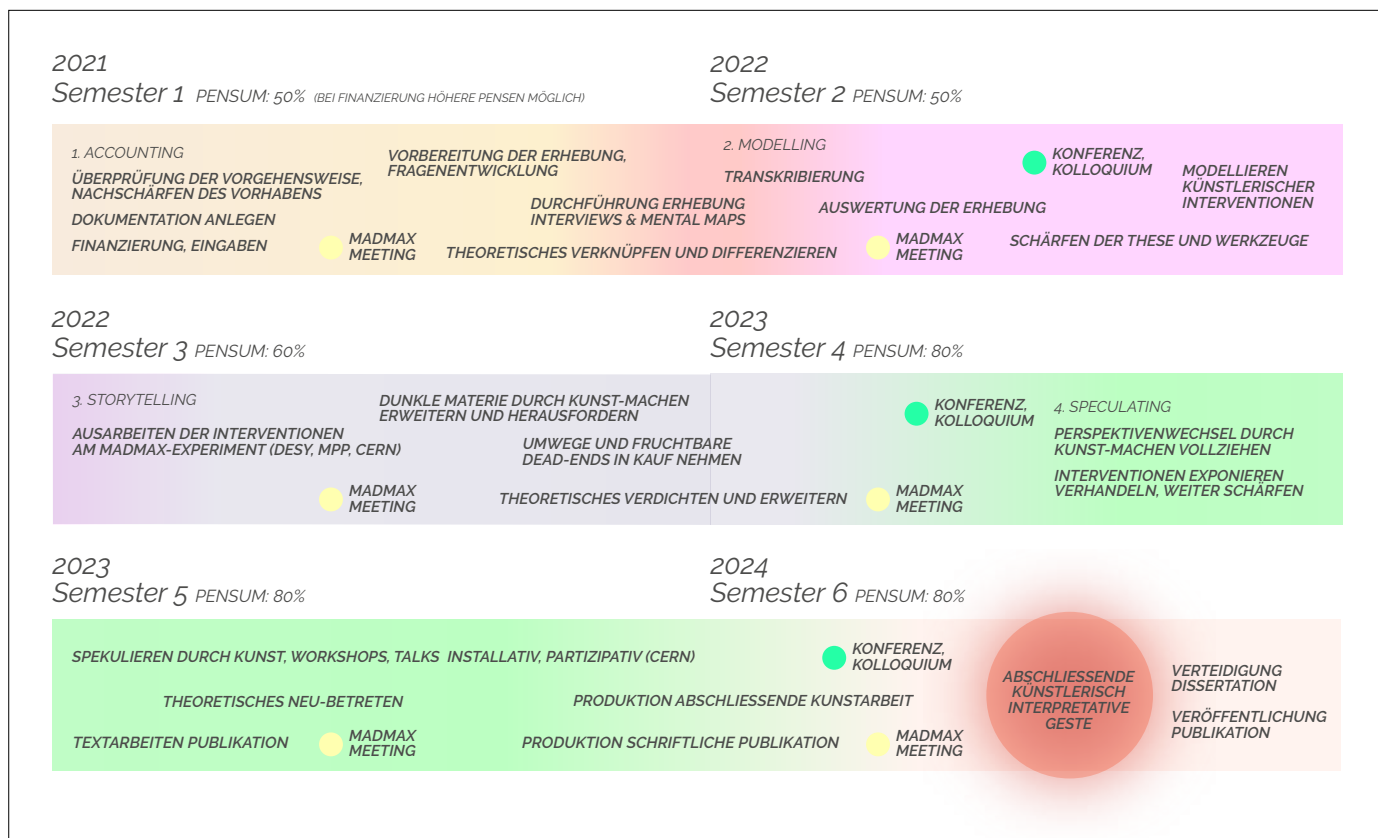 2021
Semester 1 PENSUM: 50% (BEI FINANZIERUNG HÖHERE PENSEN MÖGLICH)
1. ACCOUNTING
ÜBERPRÜFUNG DER VORGEHENSWEISE,
NACHSCHÄRFEN DES VORHABENS
DOKUMENTATION ANLEGEN
FINANZIERUNG, EINGABEN
VORBEREITUNG DER ERHEBUNG,
FRAGENENTWICKLUNG
DURCHFÜHRUNG ERHEBUNG
INTERVIEWS & MENTAL MAPS
MADMAX
MEETING
THEORETISCHES VERKNÜPFEN UND DIFFERENZIEREN
2022
Semester 2 PENSUM: 50%
2. MODELLING
TRANSKRIBIERUNG
AUSWERTUNG DER ERHEBUNG
MADMAX
MEETING
KONFERENZ,
KOLLOQUIUM
MODELLIEREN
KÜNSTLERISCHER
INTERVENTIONEN
SCHÄRFEN DER THESE UND WERKZEUGE
2022
Semester 3 PENSUM: 60%
3. STORYTELLING
AUSARBEITEN DER INTERVENTIONEN
AM MADMAX-EXPERIMENT (DESY, MPP, CERN)
DUNKLE MATERIE DURCH KUNST-MACHEN
ERWEITERN UND HERAUSFORDERN
UMWEGE UND FRUCHTBARE
DEAD-ENDS IN KAUF NEHMEN
MADMAX
MEETING
THEORETISCHES VERDICHTEN UND ERWEITERN
2023
Semester 4 PENSUM: 80%
KONFERENZ,
KOLLOQUIUM
MADMAX
MEETING
4. SPECULATING
PERSPEKTIVENWECHSEL DURCH
KUNST-MACHEN VOLLZIEHEN
INTERVENTIONEN EXPONIEREN
VERHANDELN, WEITER SCHÄRFEN
2023
Semester 5 PENSUM: 80%
SPEKULIEREN DURCH KUNST, WORKSHOPS, TALKS INSTALLATIV, PARTIZIPATIV (CERN)
THEORETISCHES NEU-BETRETEN
PRODUKTION ABSCHLIESSENDE KUNSTARBEIT
TEXTARBEITEN PUBLIKATION
MADMAX
MEETING
PRODUKTION SCHRIFTLICHE PUBLIKATION
2024
Semester 6 PENSUM: 80%
KONFERENZ,
KOLLOQUIUM
MADMAX
MEETING
ABSCHLIESSENDE
KÜNSTLERISCH
INTERPRETATIVE
GESTE
VERTEIDIGUNG
DISSERTATION
VERÖFFENTLICHUNG
PUBLIKATION